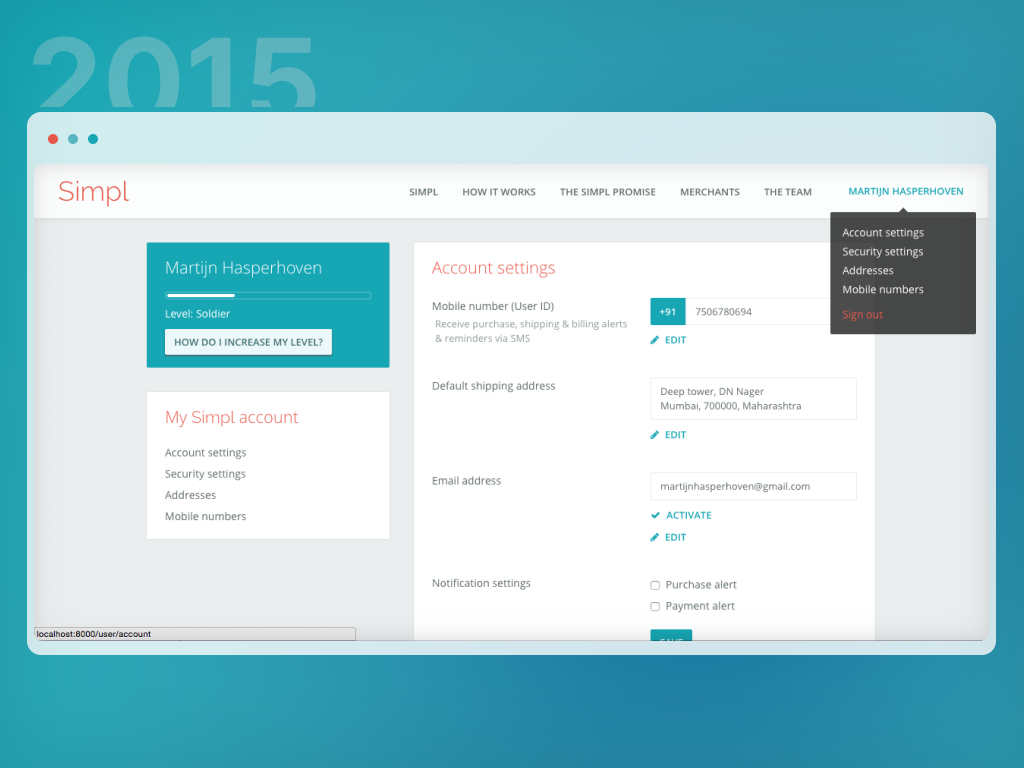 2015
Simpl
SIMPL
HOW IT WORKS
THE SIMPL PROMISE
MERCHANTS
THE TEAM
MARTIJN HASPERHOVEN
Account settings
Security settings
Addresses
Mobile numbers
Sign out
Martijn Hasperhoven
Level: Soldier
HOW DO I INCREASE MY LEVEL?
My Simpl account
Account settings
Security settings
Addresses
Mobile numbers
Account settings
Mobile number (User ID)
Receive purchase, shipping & billing alerts
& reminders via SMS
+91
7506780694
EDIT
Default shipping address
Deep tower, DN Nager
Mumbai, 700000, Maharashtra
EDIT
Email address
martijnhasperhoven@gmail.com
ACTIVATE
EDIT
Notification settings
Purchase alert
Payment alert
SAVE
localhost:8000/user/account